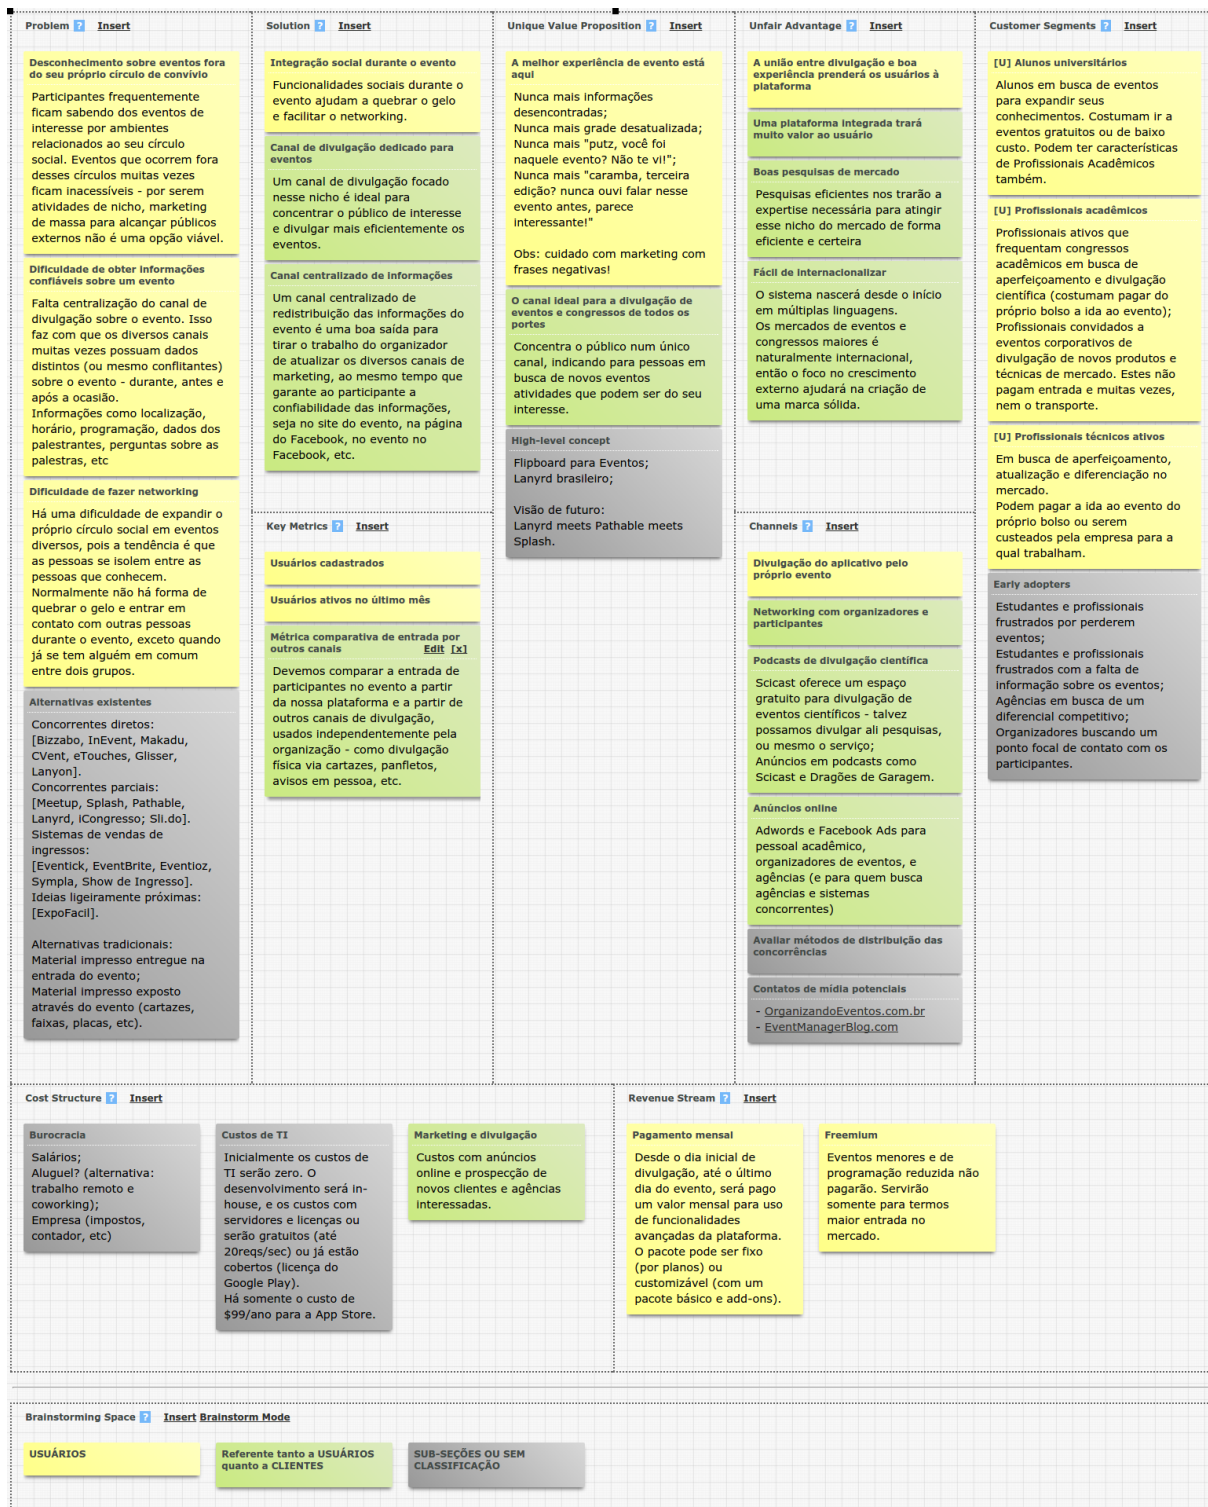 Problem ? Insert
Desconhecimento sobre eventos fora
do seu próprio círculo de convívio
Participantes frequentemente
ficam sabendo dos eventos de
interesse por ambientes
relacionados ao seu círculo
social. Eventos que ocorrem fora
desses círculos muitas vezes
ficam inacessíveis - por serem
atividades de nicho, marketing
de massa para alcançar públicos
externos não é uma opção viável.
Dificuldade de obter informações
confiáveis sobre um evento
Falta centralização do canal de
divulgação sobre o evento. Isso
faz com que os diversos canais
muitas vezes possuam dados
distintos (ou mesmo conflitantes)
sobre o evento - durante, antes e
após a ocasião.
Informações como localização,
horário, programação, dados dos
palestrantes, perguntas sobre as
palestras, etc
Dificuldade de fazer networking
Há uma dificuldade de expandir o
próprio círculo social em eventos
diversos, pois a tendência é que
as pessoas se isolem entre as
pessoas que conhecem.
Normalmente não há forma de
quebrar o gelo e entrar em
contato com outras pessoas
durante o evento, exceto quando
já se tem alguém em comum
entre dois grupos.
Alternativas existentes
Concorrentes diretos:
[Bizzabo, InEvent, Makadu,
CVent, eTouches, Glisser,
Lanyon].
Concorrentes parciais:
[Meetup, Splash, Pathable,
Lanyrd, iCongresso; Sli.do].
Sistemas de vendas de
ingressos:
[Eventick, EventBrite, Eventioz,
Sympla, Show de Ingresso].
Ideias ligeiramente próximas:
[ExpoFacil].
Alternativas tradicionais:
Material impresso entregue na
entrada do evento;
Material impresso exposto
através do evento (cartazes,
faixas, placas, etc).
Solution ? Insert
Integração social durante o evento
Funcionalidades sociais durante o
evento ajudam a quebrar o gelo
e facilitar o networking.
Canal de divulgação dedicado para
eventos
Um canal de divulgação focado
nesse nicho é ideal para
concentrar o público de interesse
e divulgar mais eficientemente os
eventos.
Canal centralizado de informações
Um canal centralizado de
redistribuição das informações do
evento é uma boa saída para
tirar o trabalho do organizador
de atualizar os diversos canais de
marketing, ao mesmo tempo que
garante ao participante a
confiabilidade das informações,
seja no site do evento, na página
do Facebook, no evento no
Facebook, etc.
Key Metrics ? Insert
Usuários cadastrados
Usuários ativos no último mês
Métrica comparativa de entrada por
outros canais Edit [x]
Devemos comparar a entrada de
participantes no evento a partir
da nossa plataforma e a partir de
outros canais de divulgação,
usados independentemente pela
organização - como divulgação
física via cartazes, panfletos,
avisos em pessoa, etc.
Unique Value Proposition ? Insert
A melhor experiência de evento está
aqui
Nunca mais informações
desencontradas;
Nunca mais grade desatualizada;
Nunca mais "putz, você foi
naquele evento? Não te vi!";
Nunca mais "caramba, terceira
edição? nunca ouvi falar nesse
evento antes, parece
interessante!"
Obs: cuidado com marketing com
frases negativas!
O canal ideal para a divulgação de
eventos e congressos de todos os
portes
Concentra o público num único
canal, indicando para pessoas em
busca de novos eventos
atividades que podem ser do seu
interesse.
High-level concept
Flipboard para Eventos;
Lanyrd brasileiro;
Visão de futuro:
Lanyrd meets Pathable meets
Splash.
Unfair Advantage ? Insert
A união entre divulgação e boa
experiência prenderá os usuários à
plataforma
Uma plataforma integrada trará
muito valor ao usuário
Boas pesquisas de mercado
Pesquisas eficientes nos trarão a
expertise necessária para atingir
esse nicho do mercado de forma
eficiente e certeira
Fácil de internacionalizar
O sistema nascerá desde o início
em múltiplas linguagens.
Os mercados de eventos e
congressos maiores é
naturalmente internacional,
então o foco no crescimento
externo ajudará na criação de
uma marca sólida.
Channels ? Insert
Divulgação do aplicativo pelo
próprio evento
Networking com organizadores e
participantes
Podcasts de divulgação científica
Scicast oferece um espaço
gratuito para divulgação de
eventos científicos - talvez
possamos divulgar ali pesquisas,
ou mesmo o serviço;
Anúncios em podcasts como
Scicast e Dragões de Garagem.
Anúncios online
Adwords e Facebook Ads para
pessoal acadêmico,
organizadores de eventos, e
agências (e para quem busca
agências e sistemas
concorrentes)
Avaliar métodos de distribuição das
concorrências
Contatos de mídia potenciais
- OrganizandoEventos.com.br
- EventManagerBlog.com
Customer Segments ? Insert
[U] Alunos universitários
Alunos em busca de eventos
para expandir seus
conhecimentos. Costumam ir a
eventos gratuitos ou de baixo
custo. Podem ter características
de Profissionais Acadêmicos
também.
[U] Profissionais acadêmicos
Profissionais ativos que
frequentam congressos
acadêmicos em busca de
aperfeiçoamento e divulgação
científica (costumam pagar do
próprio bolso a ida ao evento);
Profissionais convidados a
eventos corporativos de
divulgação de novos produtos e
técnicas de mercado. Estes não
pagam entrada e muitas vezes,
nem o transporte.
[U] Profissionais técnicos ativos
Em busca de aperfeiçoamento,
atualização e diferenciação no
mercado.
Podem pagar a ida ao evento do
próprio bolso ou serem
custeados pela empresa para a
qual trabalham.
Early adopters
Estudantes e profissionais
frustrados por perderem
eventos;
Estudantes e profissionais
frustrados com a falta de
informação sobre os eventos;
Agências em busca de um
diferencial competitivo;
Organizadores buscando um
ponto focal de contato com os
participantes.
Cost Structure ? Insert
Burocracia
Salários;
Aluguel? (alternativa:
trabalho remoto e
coworking);
Empresa (impostos,
contador, etc)
Custos de TI
Inicialmente os custos de
TI serão zero. O
desenvolvimento será in-
house, e os custos com
servidores e licenças ou
serão gratuitos (até
20reqs/sec) ou já estão
cobertos (licença do
Google Play).
Há somente o custo de
$99/ano para a App Store.
Marketing e divulgação
Custos com anúncios
online e prospecção de
novos clientes e agências
interessadas.
Revenue Stream ? Insert
Pagamento mensal
Desde o dia inicial de
divulgação, até o último
dia do evento, será pago
um valor mensal para uso
de funcionalidades
avançadas da plataforma.
O pacote pode ser fixo
(por planos) ou
customizável (com um
pacote básico e add-ons).
Freemium
Eventos menores e de
programação reduzida não
pagarão. Servirão
somente para termos
maior entrada no
mercado.
Brainstorming Space ? Insert Brainstorm Mode
USUÁRIOS
Referente tanto a USUÁRIOS
quanto a CLIENTES
SUB-SEÇÕES OU SEM
CLASSIFICAÇÃO